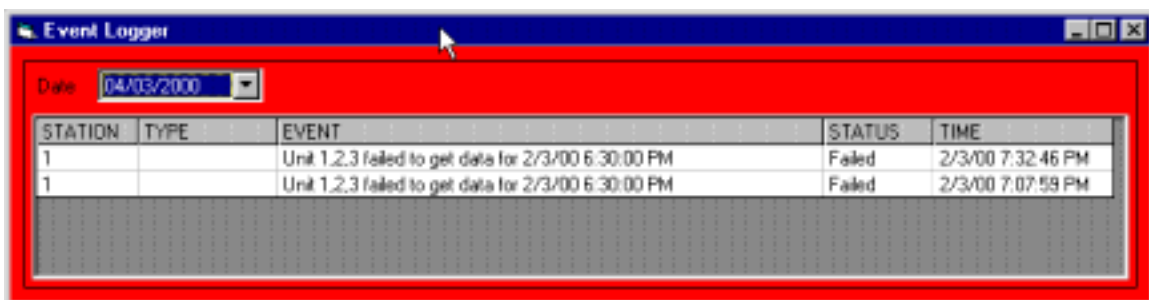 Event Logger
Date 04/03/2000
STATION TYPE EVENT STATUS TIME
1 Unit 1,2,3 failed to get data for 2/3/00 6:30:00 PM Failed 2/3/00 7:32:46 PM
1 Unit 1,2,3 failed to get data for 2/3/00 6:30:00 PM Failed 2/3/00 7:07:59 PM